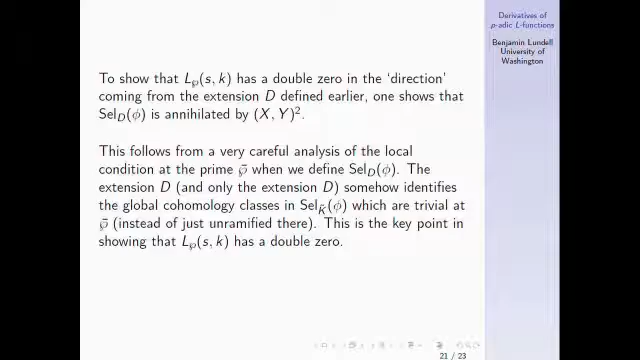 Derivatives of
p-adic L-functions
Benjamin Lundell
University of
Washington
To show that L℘(s, k) has a double zero in the 'direction'
coming from the extension D defined earlier, one shows that
Sel_D(ϕ) is annihilated by (X, Y)².
This follows from a very careful analysis of the local
condition at the prime ℘̄ when we define Sel_D(ϕ). The
extension D (and only the extension D) somehow identifies
the global cohomology classes in Sel_K̃(ϕ) which are trivial at
℘̄ (instead of just unramified there). This is the key point in
showing that L℘(s, k) has a double zero.
21 / 23